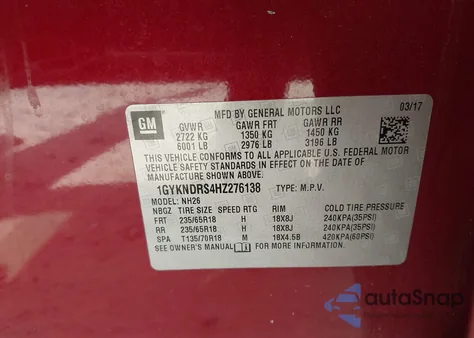 MFD BY GENERAL MOTORS LLC 03/17
GM
GVWR GAWR FRT GAWR RR
2722 KG 1350 KG 1450 KG
6001 LB 2976 LB 3196 LB
THIS VEHICLE CONFORMS TO ALL APPLICABLE U.S. FEDERAL MOTOR
VEHICLE SAFETY STANDARDS IN EFFECT ON THE DATE OF
MANUFACTURE SHOWN ABOVE.
1GYKNDRS4HZ276138 TYPE: M.P.V.
MODEL: NH26
NBGZ TIRE SIZE SPEED RTG RIM COLD TIRE PRESSURE
FRT 235/65R18 H 18X8J 240KPA(35PSI)
RR 235/65R18 H 18X8J 240KPA(35PSI)
SPA T135/70R18 M 18X4.5B 420KPA(60PSI)
SEE OWNER'S MANUAL FOR MORE INFORMATION.
autoSnap